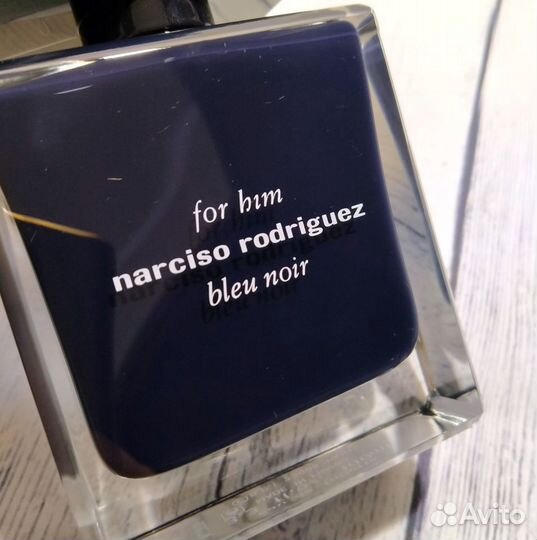 for him
narciso rodriguez
bleu noir
Avito